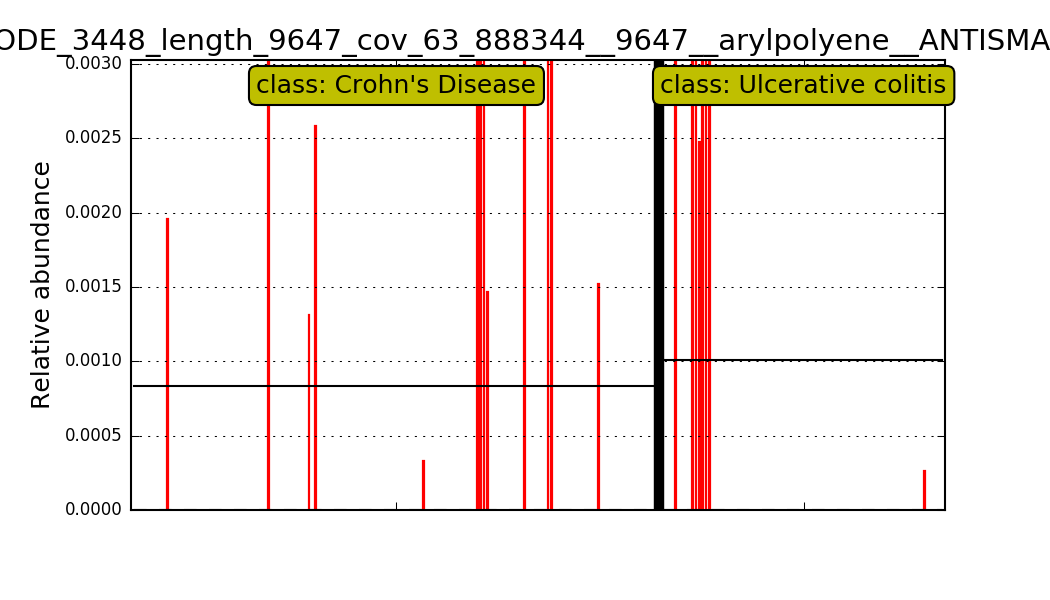 ODE_3448_length_9647_cov_63_888344__9647__arylpolyene__ANTISMA
class: Crohn's Disease
class: Ulcerative colitis
Relative abundance
0.0030
0.0025
0.0020
0.0015
0.0010
0.0005
0.0000